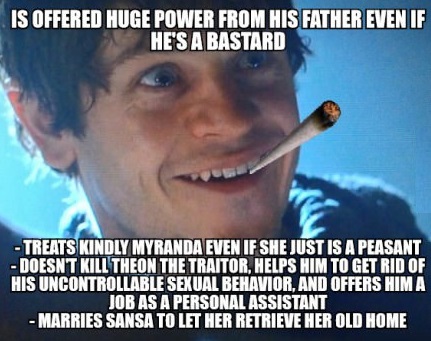 IS OFFERED HUGE POWER FROM HIS FATHER EVEN IF
HE'S A BASTARD
- TREATS KINDLY MYRANDA EVEN IF SHE JUST IS A PEASANT
- DOESN'T KILL THEON THE TRAITOR, HELPS HIM TO GET RID OF
HIS UNCONTROLLABLE SEXUAL BEHAVIOR, AND OFFERS HIM A
JOB AS A PERSONAL ASSISTANT
- MARRIES SANSA TO LET HER RETRIEVE HER OLD HOME